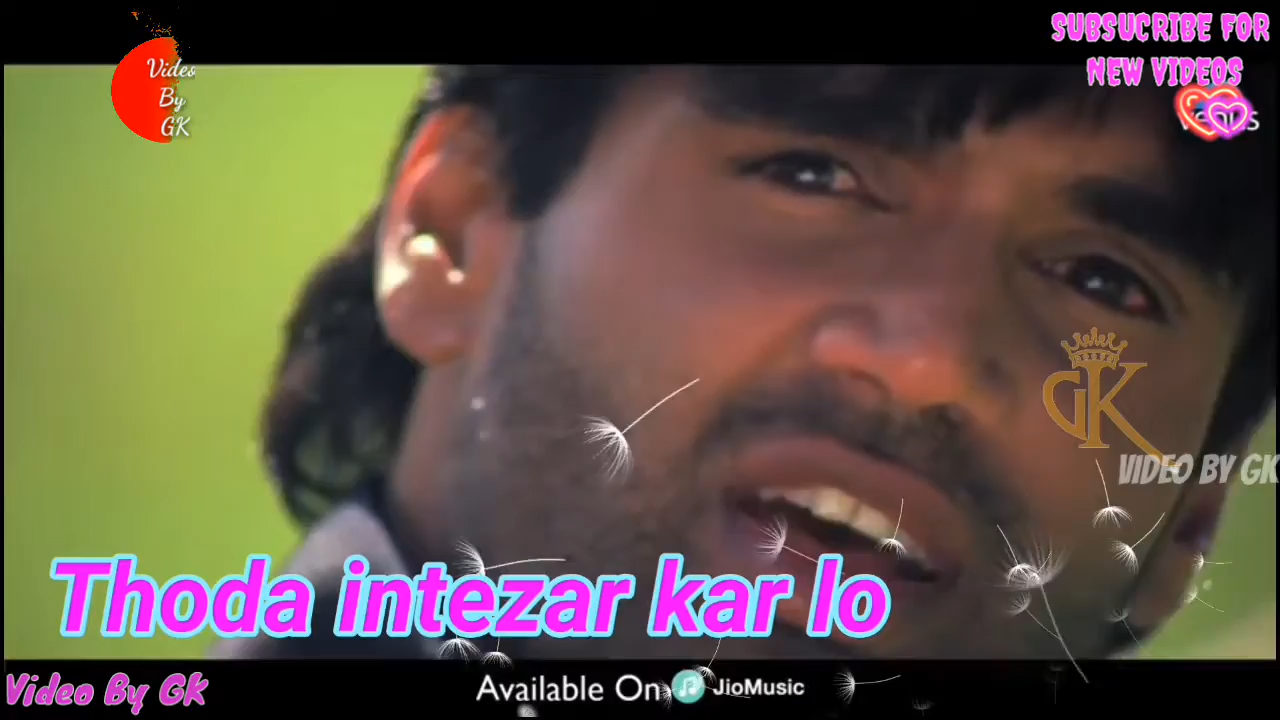 SUBSUCRIBE FOR
NEW VIDEOS
Video
By
GK
Venus
GK
VIDEO BY GK
Thoda intezar kar lo
Video By GK
Available On JioMusic